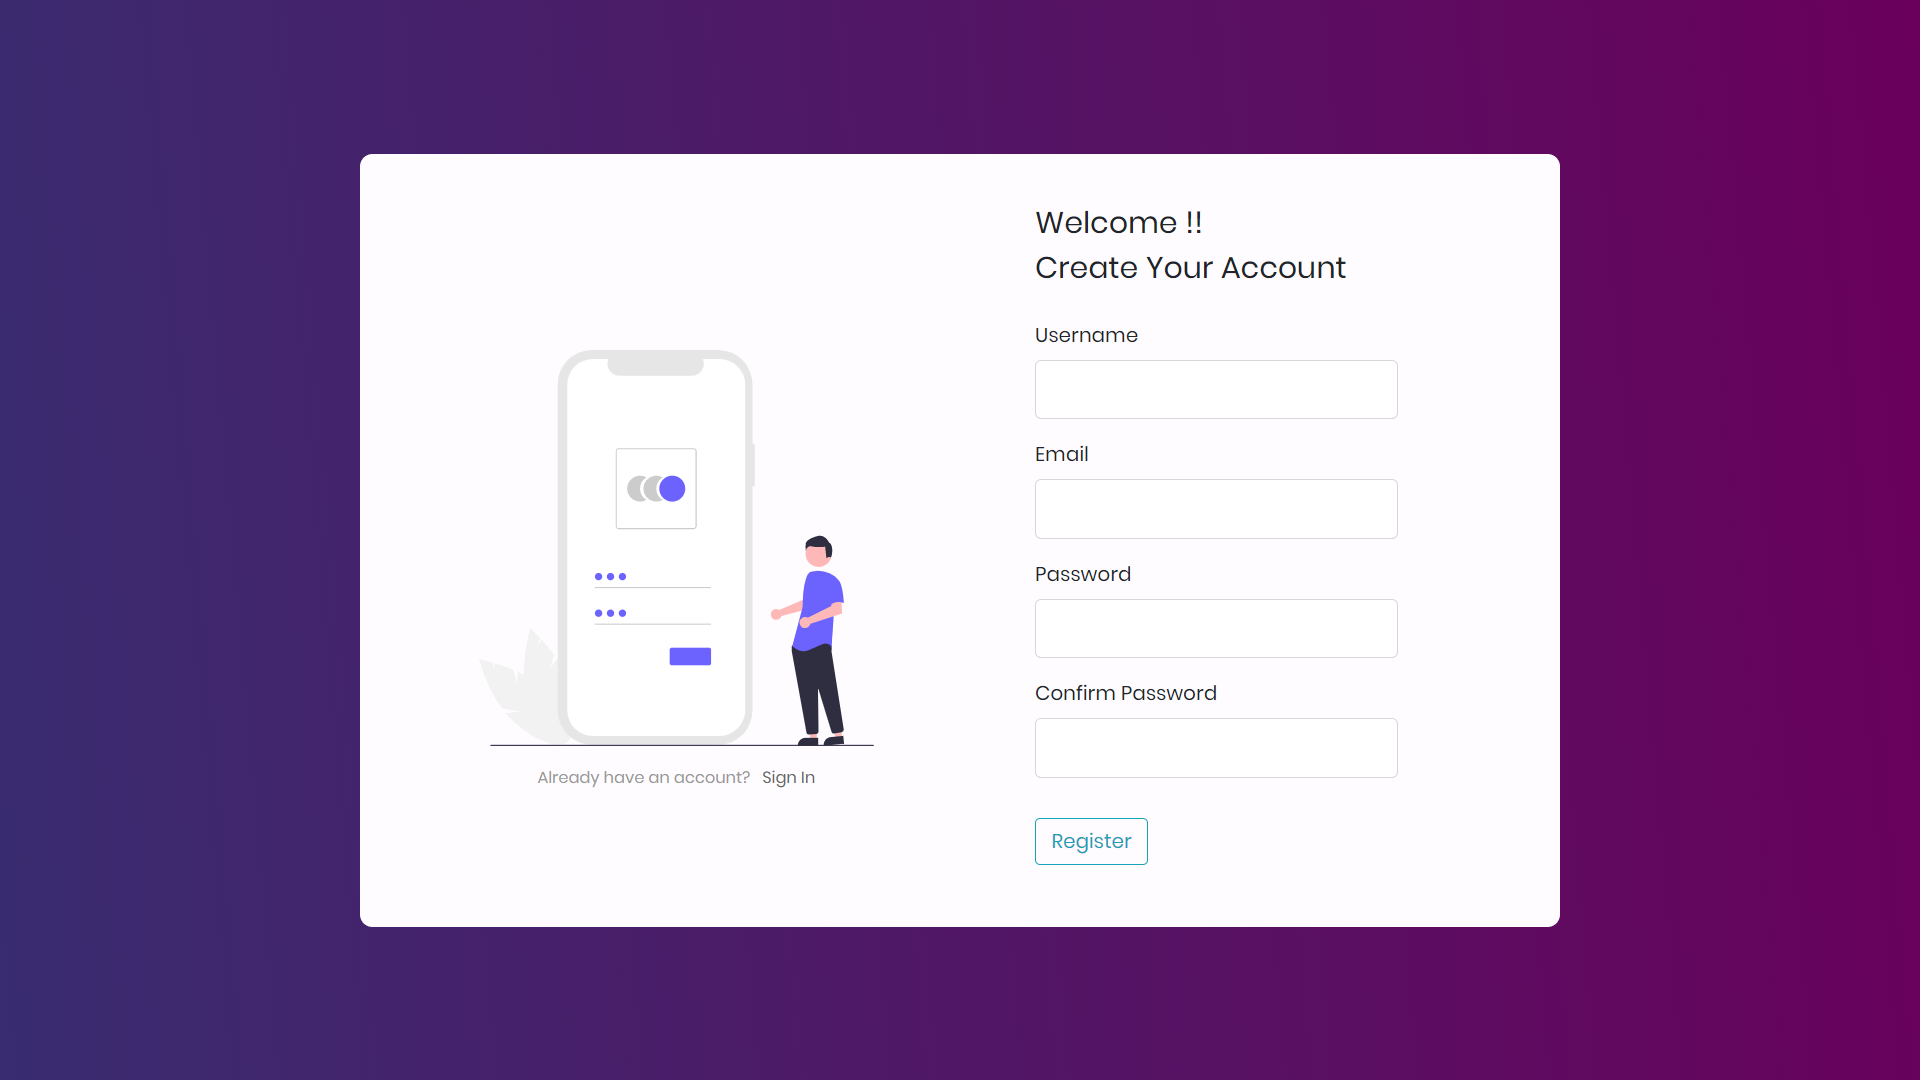 Welcome !!
Create Your Account
Username
Email
Password
Confirm Password
Register
Already have an account? Sign In